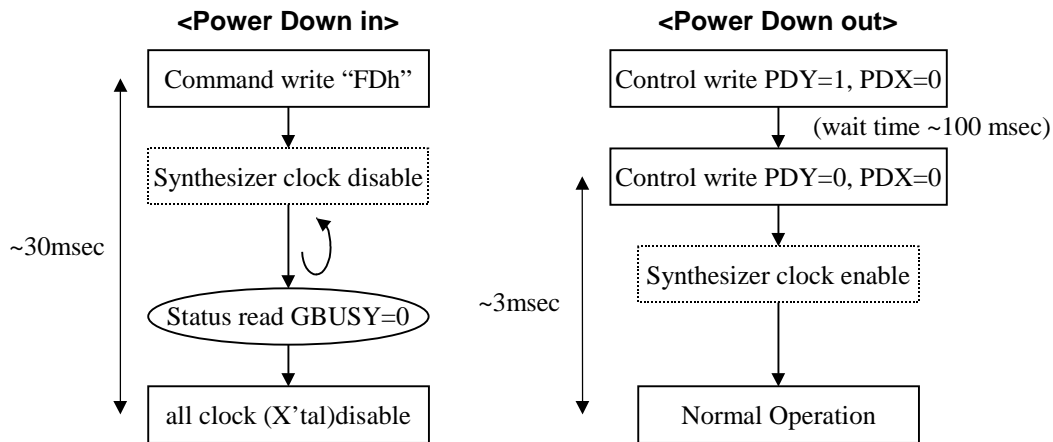 <Power Down in>
Command write “FDh”
Synthesizer clock disable
~30msec
Status read GBUSY=0
all clock (X’tal)disable
<Power Down out>
Control write PDY=1, PDX=0
(wait time ~100 msec)
Control write PDY=0, PDX=0
Synthesizer clock enable
~3msec
Normal Operation